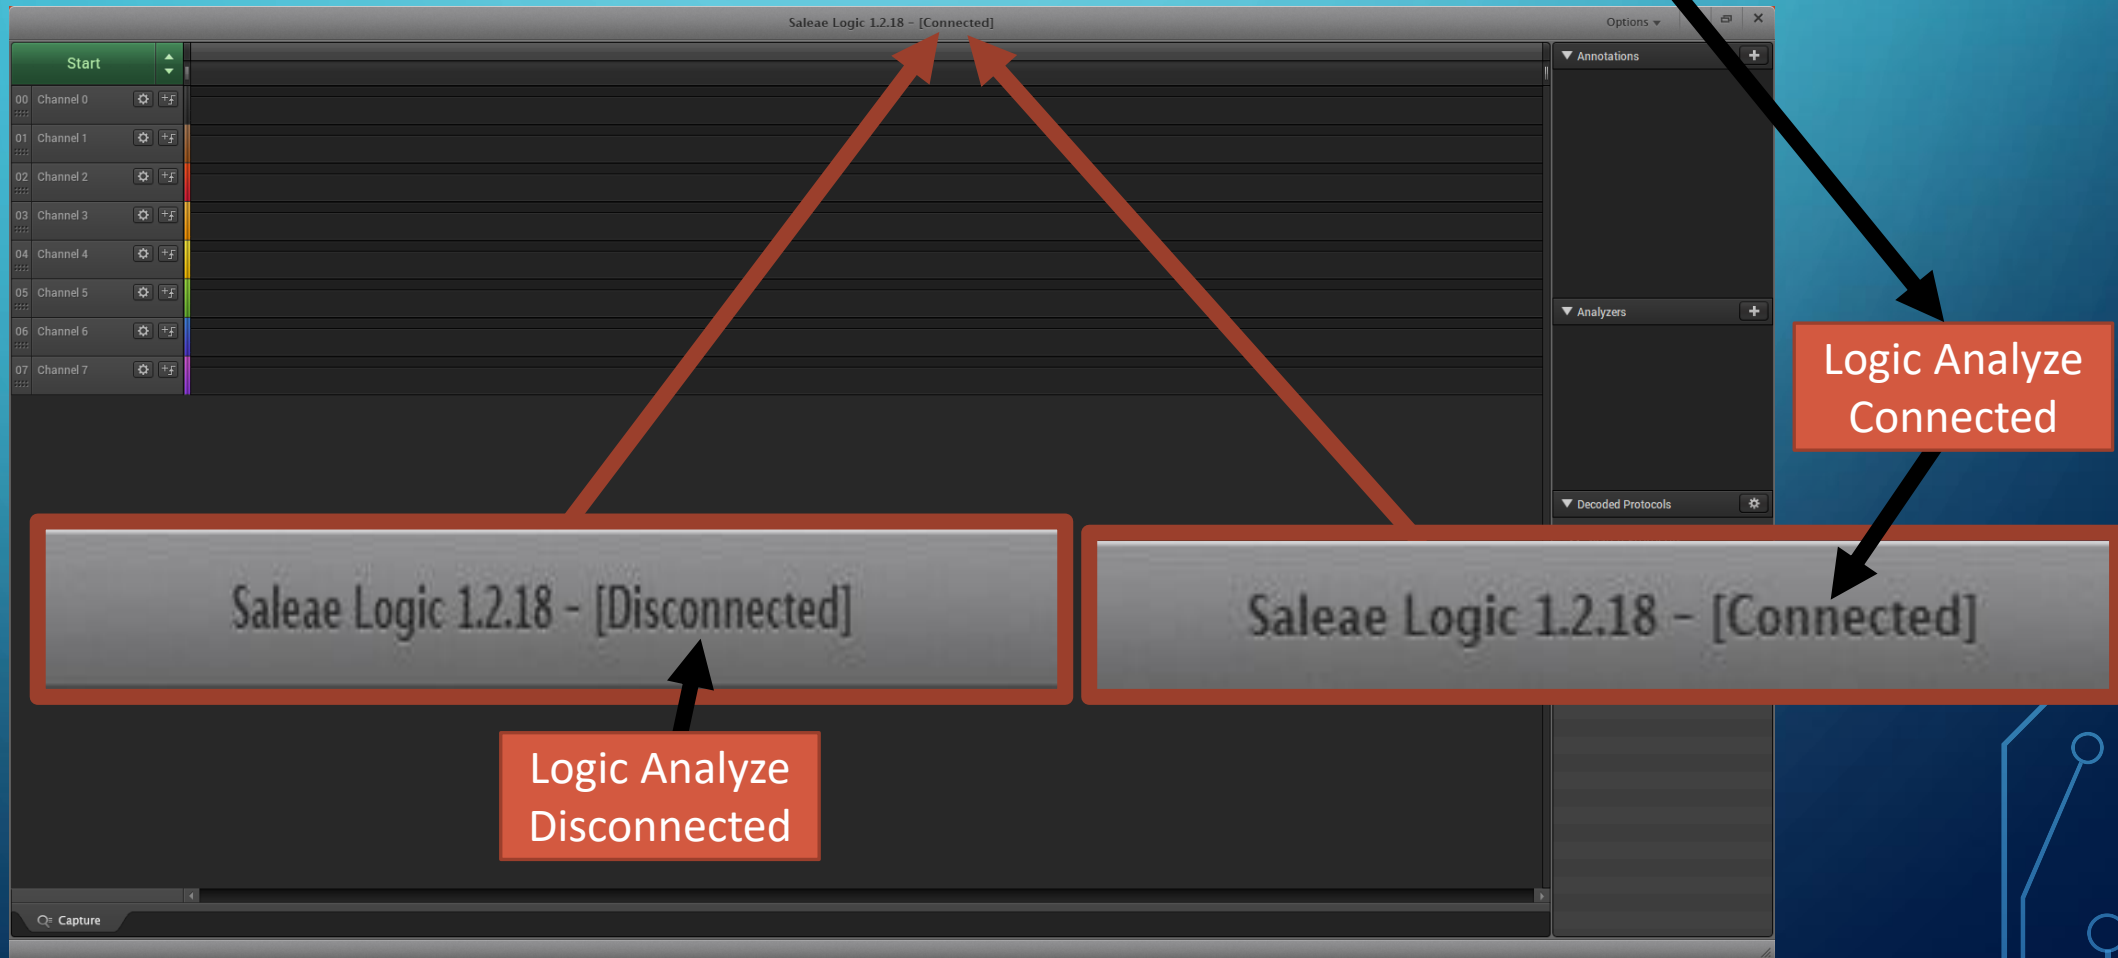 Saleae Logic 1.2.18 - [Connected]
Options
Start
Annotations
00 Channel 0
01 Channel 1
02 Channel 2
03 Channel 3
04 Channel 4
05 Channel 5
06 Channel 6
07 Channel 7
Analyzers
Logic Analyze
Connected
Decoded Protocols
Saleae Logic 1.2.18 - [Disconnected]
Saleae Logic 1.2.18 - [Connected]
Logic Analyze
Disconnected
Capture